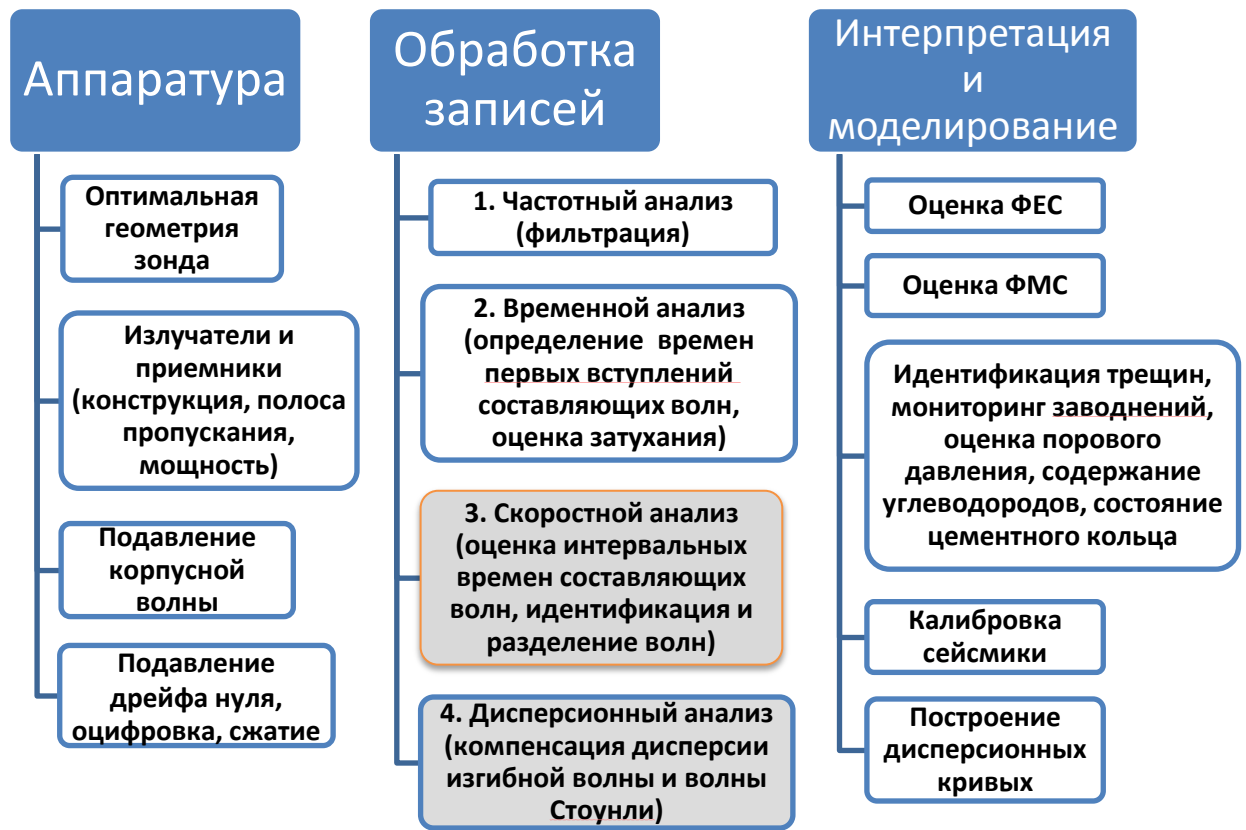 Аппаратура
Оптимальная
геометрия
зонда
Излучатели и
приемники
(конструкция, полоса
пропускания,
мощность)
Подавление
корпусной
волны
Подавление
дрейфа нуля,
оцифровка, сжатие
Обработка
записей
1. Частотный анализ
(фильтрация)
2. Временной анализ
(определение времен
первых вступлений
составляющих волн,
оценка затухания)
3. Скоростной анализ
(оценка интервальных
времен составляющих
волн, идентификация и
разделение волн)
4. Дисперсионный анализ
(компенсация дисперсии
изгибной волны и волны
Стоунли)
Интерпретация
и
моделирование
Оценка ФЕС
Оценка ФМС
Идентификация трещин,
мониторинг заводнений,
оценка порового
давления, содержание
углеводородов, состояние
цементного кольца
Калибровка
сейсмики
Построение
дисперсионных
кривых